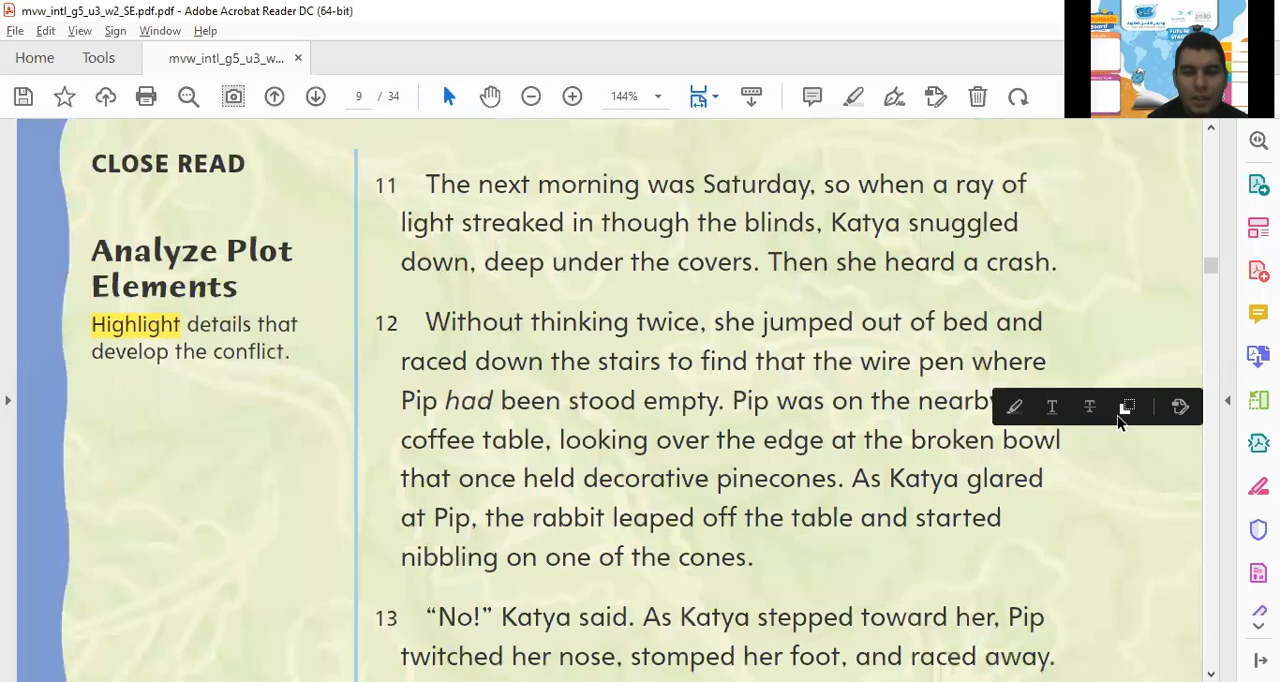 mvw_intl_g5_u3_w2_SE.pdf.pdf - Adobe Acrobat Reader DC (64-bit)
File Edit View Sign Window Help
Home Tools mvw_intl_g5_u3_w... ×
9 / 34 144%
CLOSE READ
Analyze Plot
Elements
Highlight details that
develop the conflict.
11 The next morning was Saturday, so when a ray of
light streaked in though the blinds, Katya snuggled
down, deep under the covers. Then she heard a crash.
12 Without thinking twice, she jumped out of bed and
raced down the stairs to find that the wire pen where
Pip had been stood empty. Pip was on the nearby
coffee table, looking over the edge at the broken bowl
that once held decorative pinecones. As Katya glared
at Pip, the rabbit leaped off the table and started
nibbling on one of the cones.
13 “No!” Katya said. As Katya stepped toward her, Pip
twitched her nose, stomped her foot, and raced away.